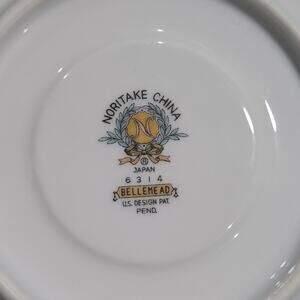 NORITAKE CHINA
N
®
JAPAN
6314
BELLEMEAD
U.S. DESIGN PAT.
PEND.